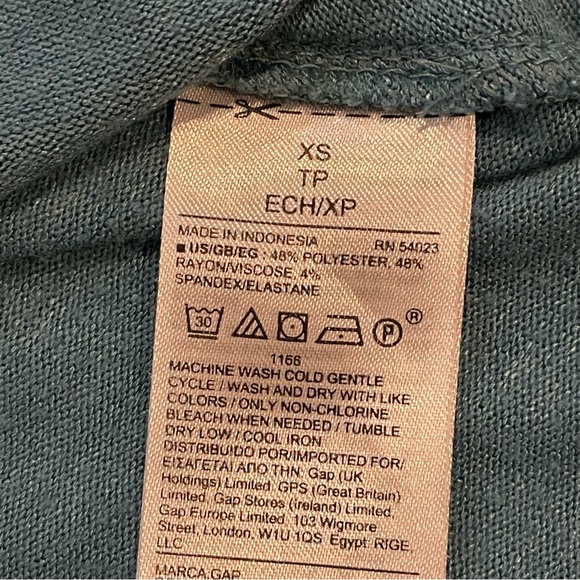 XS
TP
ECH/XP
MADE IN INDONESIA RN 54023
■ US/GB/EG : 48% POLYESTER, 48%
RAYON/VISCOSE, 4%
SPANDEX/ELASTANE
30 P ®
1166
MACHINE WASH COLD GENTLE
CYCLE / WASH AND DRY WITH LIKE
COLORS / ONLY NON-CHLORINE
BLEACH WHEN NEEDED / TUMBLE
DRY LOW / COOL IRON
DISTRIBUIDO POR/IMPORTED FOR/
ΕΙΣΑΓΕΤΑΙ ΑΠΟ ΤΗΝ: Gap (UK
Holdings) Limited, GPS (Great Britain)
Limited, Gap Stores (Ireland) Limited,
Gap Europe Limited, 103 Wigmore
Street, London, W1U 1QS Egypt: RIGE,
LLC
MARCA,GAP